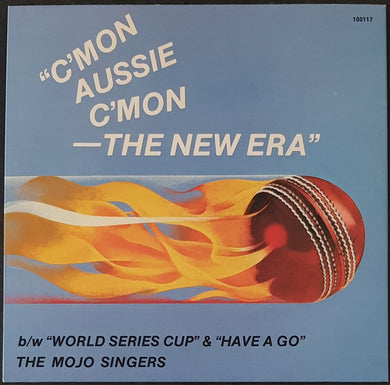 100117
"C'MON
AUSSIE
C'MON
—THE NEW ERA"
b/w "WORLD SERIES CUP" & "HAVE A GO"
THE MOJO SINGERS